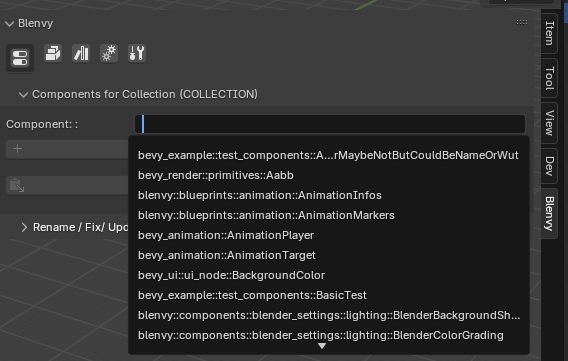 Blenvy
Components for Collection (COLLECTION)
Component: :
bevy_example::test_components::A...rMaybeNotButCouldBeNameOrWut
bevy_render::primitives::Aabb
blenvy::blueprints::animation::AnimationInfos
blenvy::blueprints::animation::AnimationMarkers
bevy_animation::AnimationPlayer
bevy_animation::AnimationTarget
bevy_ui::ui_node::BackgroundColor
bevy_example::test_components::BasicTest
blenvy::components::blender_settings::lighting::BlenderBackgroundSh...
blenvy::components::blender_settings::lighting::BlenderColorGrading
Rename / Fix/ Upd
Item
Tool
View
Dev
Blenvy